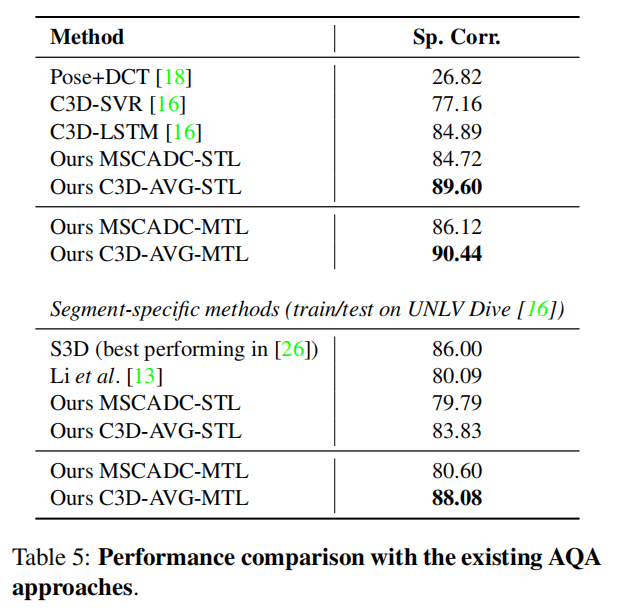 Method Sp. Corr.
Pose+DCT [18] 26.82
C3D-SVR [16] 77.16
C3D-LSTM [16] 84.89
Ours MSCADC-STL 84.72
Ours C3D-AVG-STL 89.60
Ours MSCADC-MTL 86.12
Ours C3D-AVG-MTL 90.44
Segment-specific methods (train/test on UNLV Dive [16])
S3D (best performing in [26]) 86.00
Li et al. [13] 80.09
Ours MSCADC-STL 79.79
Ours C3D-AVG-STL 83.83
Ours MSCADC-MTL 80.60
Ours C3D-AVG-MTL 88.08
Table 5: Performance comparison with the existing AQA
approaches.